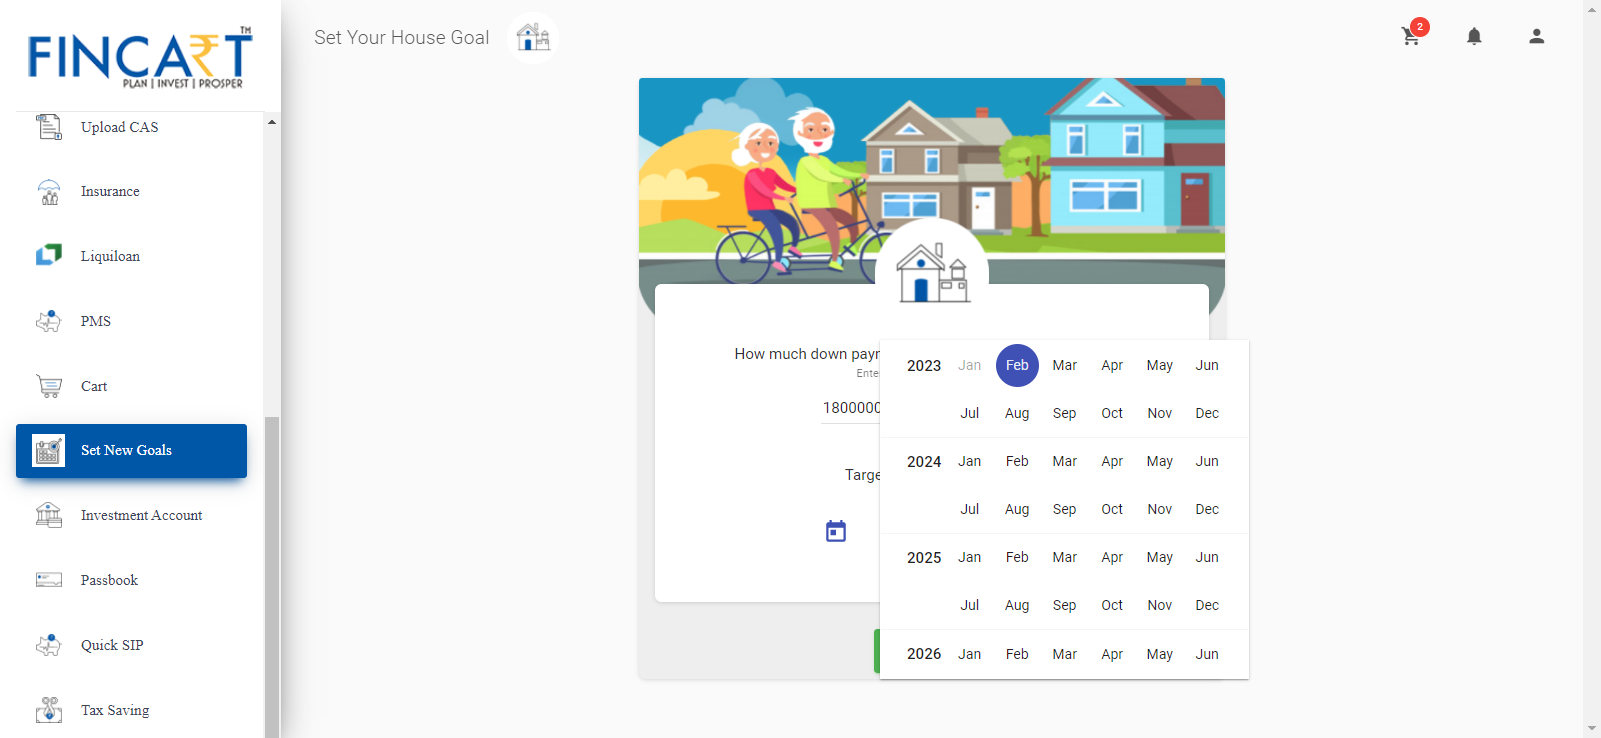 FINCART™
PLAN | INVEST | PROSPER
Set Your House Goal
2
Upload CAS
Insurance
Liquiloan
PMS
Cart
Set New Goals
Investment Account
Passbook
Quick SIP
Tax Saving
How much down payr
Ente
1800000
Targe
2023 Jan Feb Mar Apr May Jun
Jul Aug Sep Oct Nov Dec
2024 Jan Feb Mar Apr May Jun
Jul Aug Sep Oct Nov Dec
2025 Jan Feb Mar Apr May Jun
Jul Aug Sep Oct Nov Dec
2026 Jan Feb Mar Apr May Jun